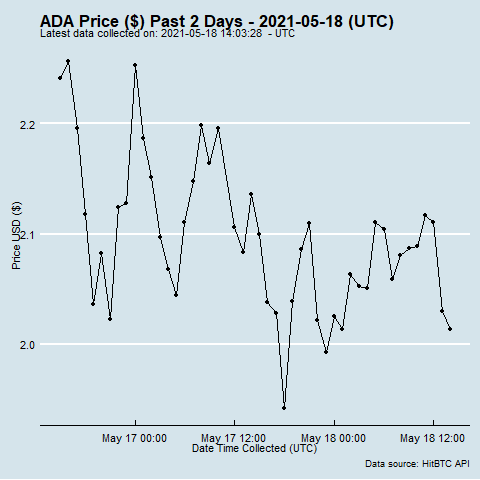 ADA Price ($) Past 2 Days - 2021-05-18 (UTC)
Latest data collected on: 2021-05-18 14:03:28 - UTC
2.2
2.1
2.0
Price USD ($)
May 17 00:00
May 17 12:00
May 18 00:00
May 18 12:00
Date Time Collected (UTC)
Data source: HitBTC API